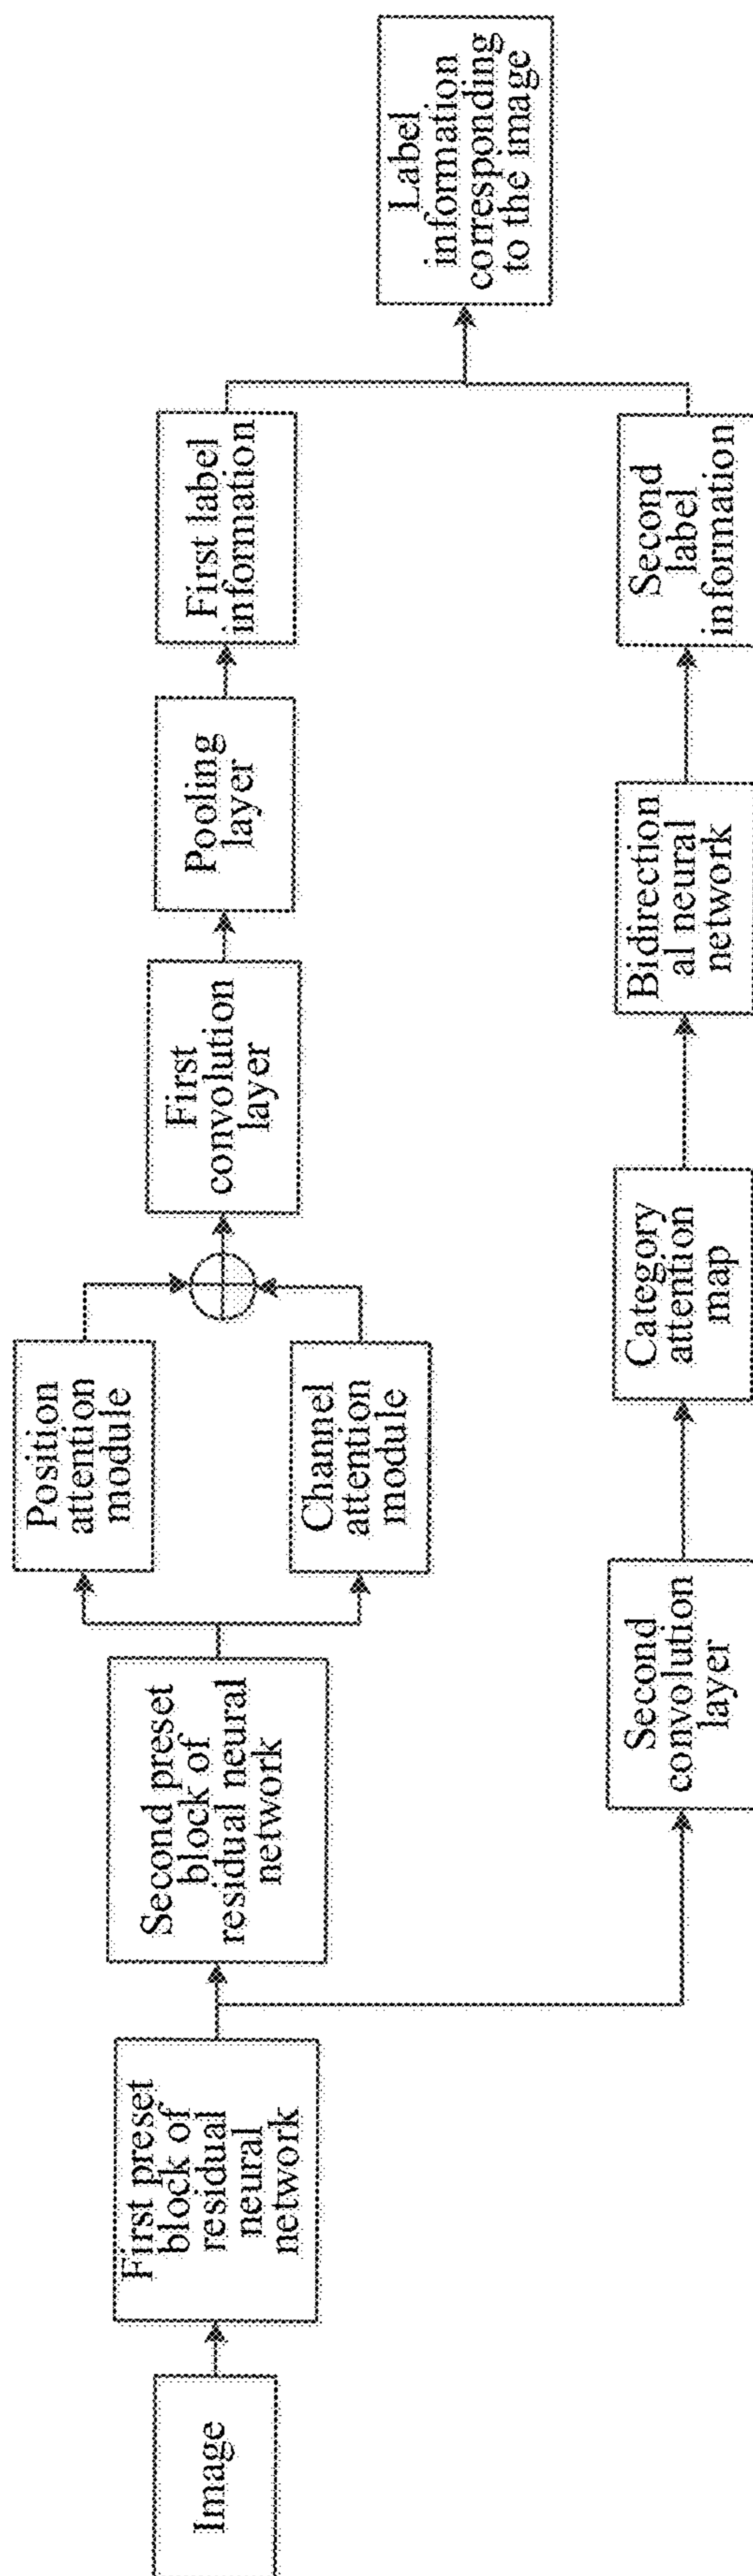 Image
First preset
block of
residual
neural
network
Second preset
block of
residual neural
network
Position
attention
module
Channel
attention
module
First
convolution
layer
Pooling
layer
First label
information
Second
convolution
layer
Category
attention
map
Bidirection
al neural
network
Second
label
information
Label
information
corresponding
to the image